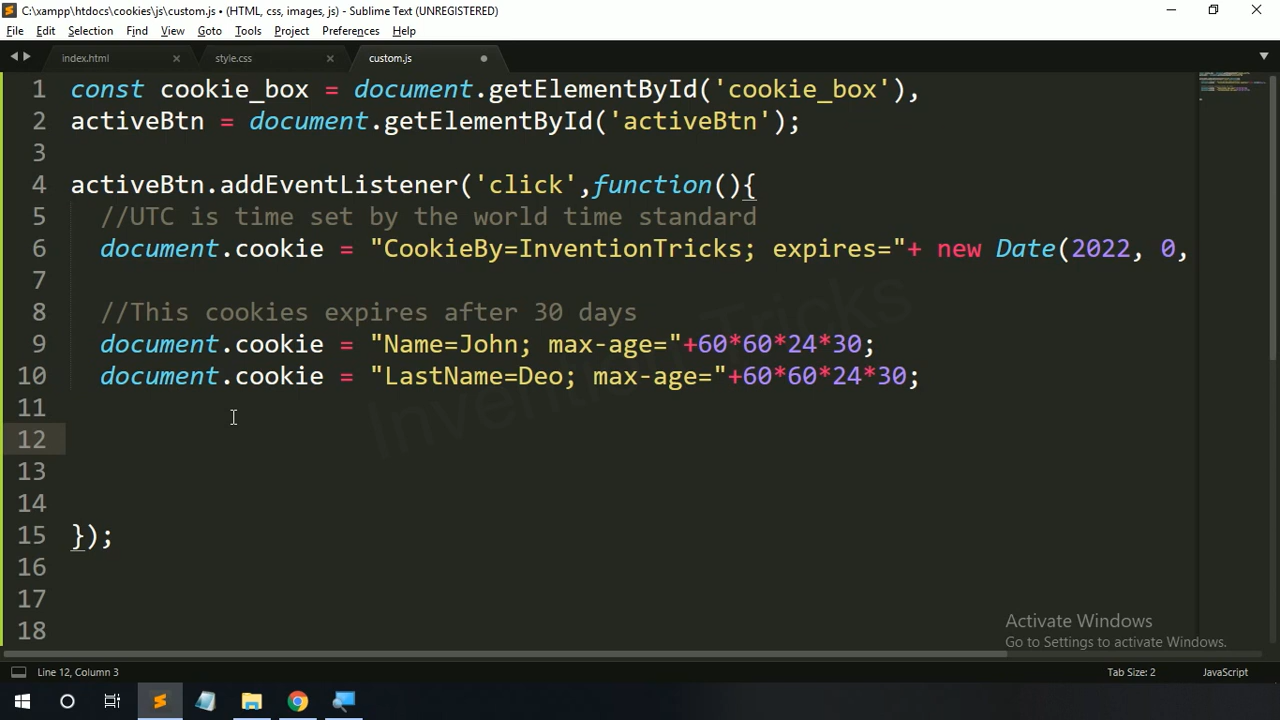 C:\xampp\htdocs\cookies\js\custom.js • (HTML, css, images, js) - Sublime Text (UNREGISTERED)
File Edit Selection Find View Goto Tools Project Preferences Help
index.html style.css custom.js
1 const cookie_box = document.getElementById('cookie_box'),
2 activeBtn = document.getElementById('activeBtn');
3
4 activeBtn.addEventListener('click',function(){
5 //UTC is time set by the world time standard
6 document.cookie = "CookieBy=InventionTricks; expires="+ new Date(2022, 0,
7
8 //This cookies expires after 30 days
9 document.cookie = "Name=John; max-age="+60*60*24*30;
10 document.cookie = "LastName=Deo; max-age="+60*60*24*30;
11
12
13
14
15 });
16
17
18
InventionTricks
Activate Windows
Go to Settings to activate Windows.
Line 12, Column 3 Tab Size: 2 JavaScript